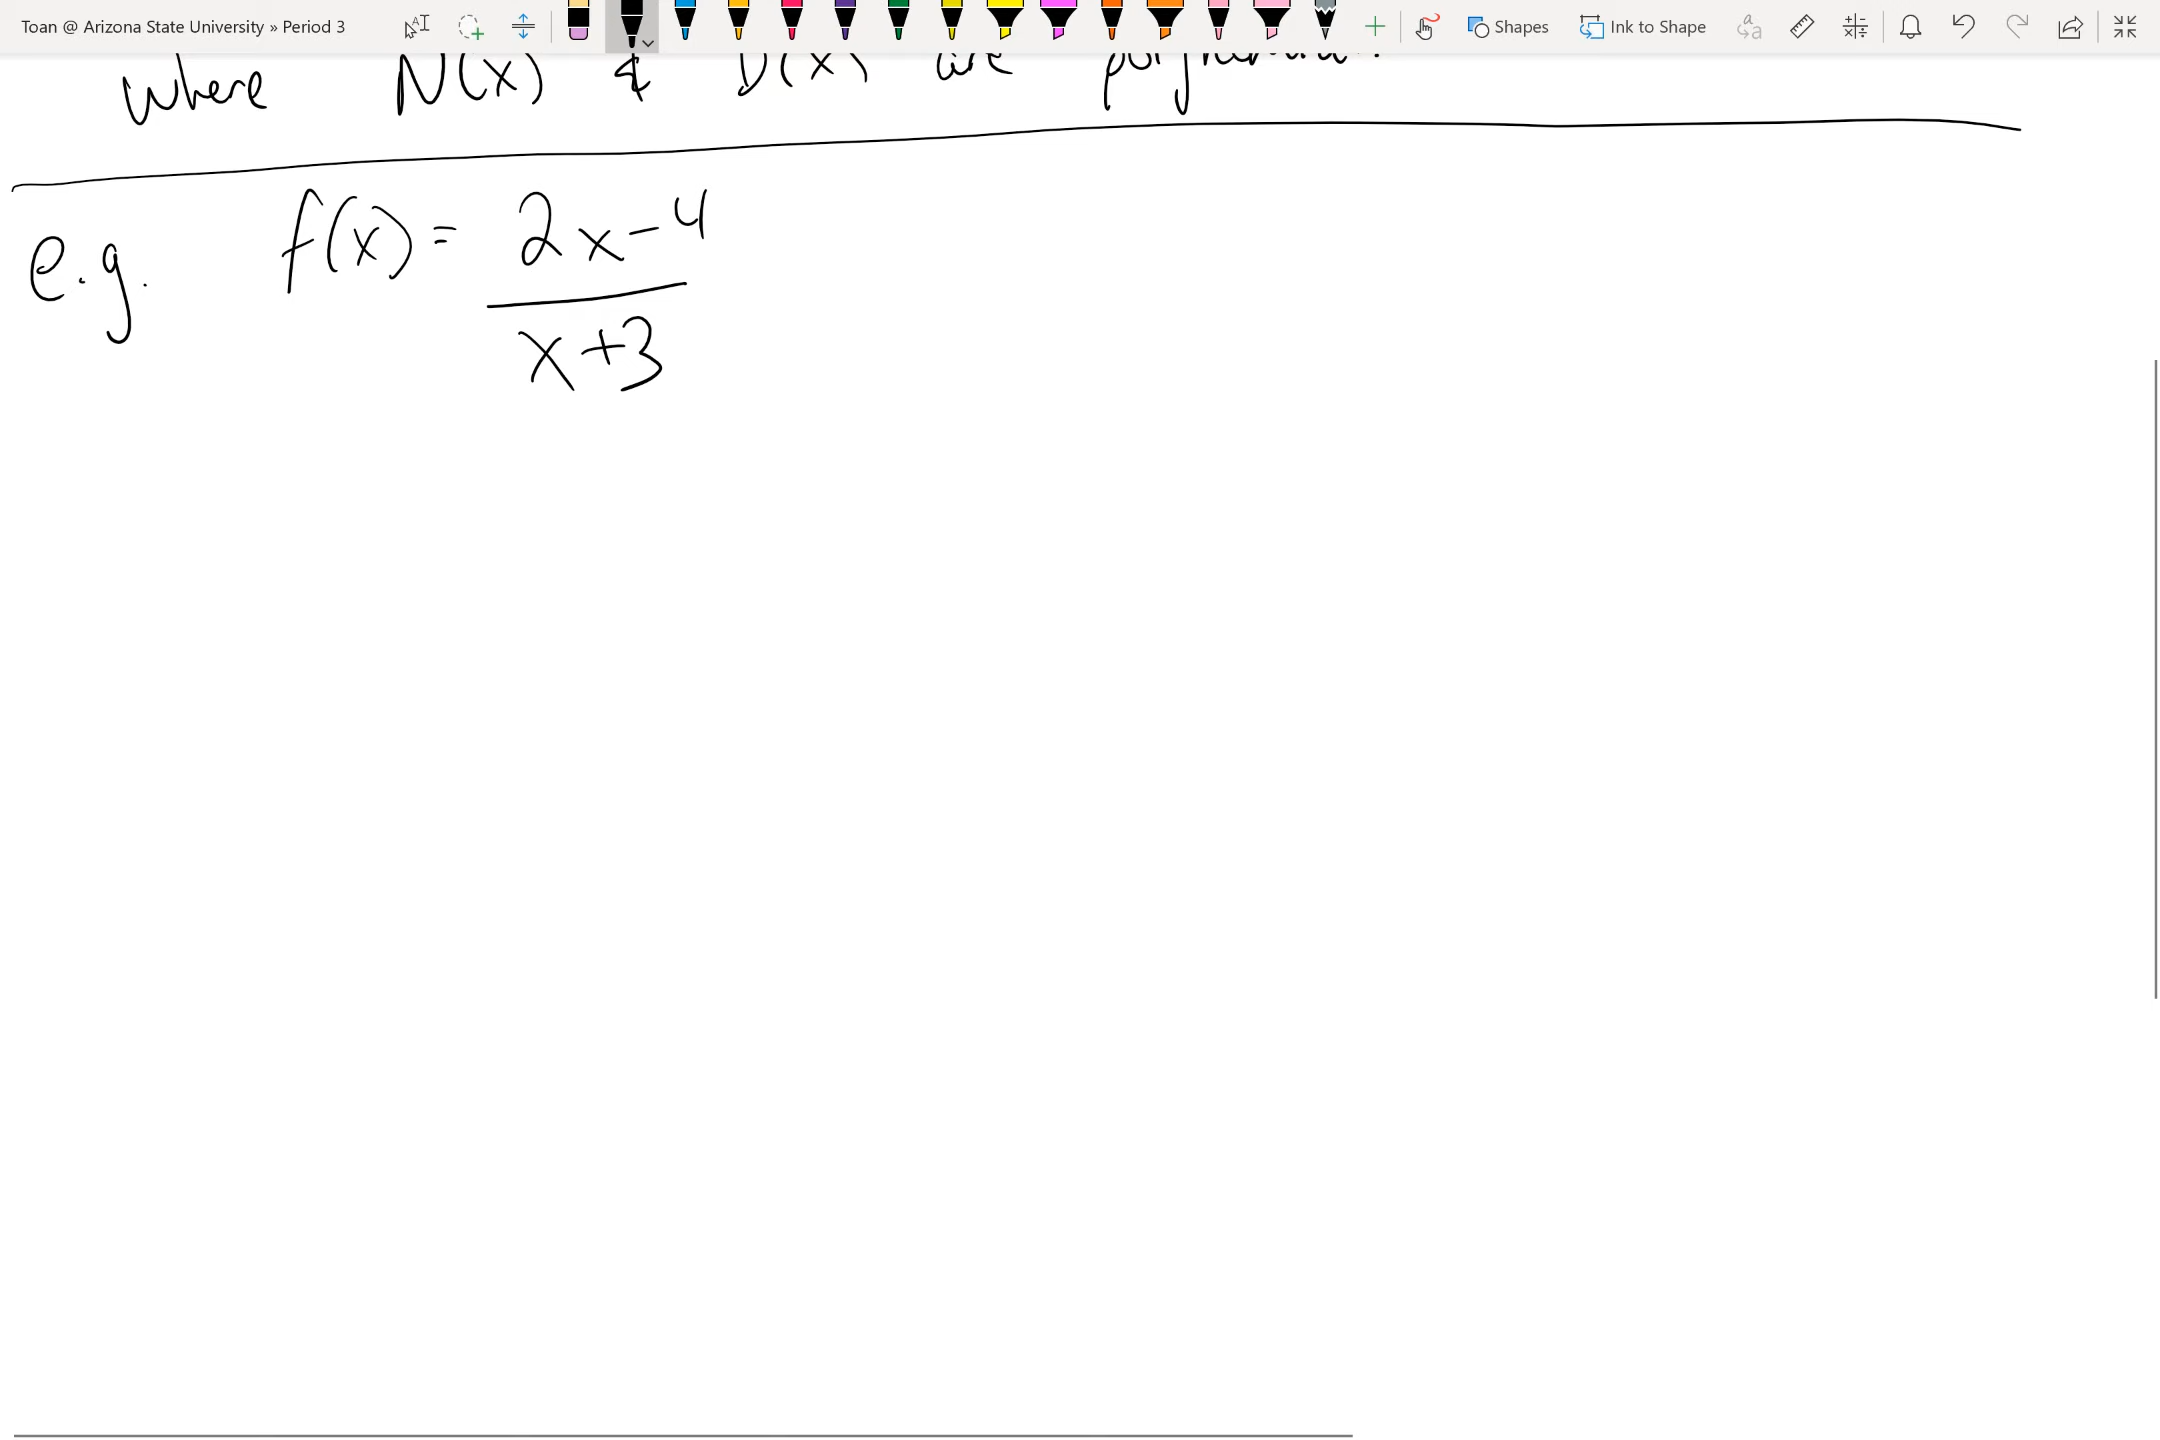 Toan @ Arizona State University » Period 3 Shapes Ink to Shape
Where N(x) & D(x) are
e.g. f(x) = 2x-4
x+3